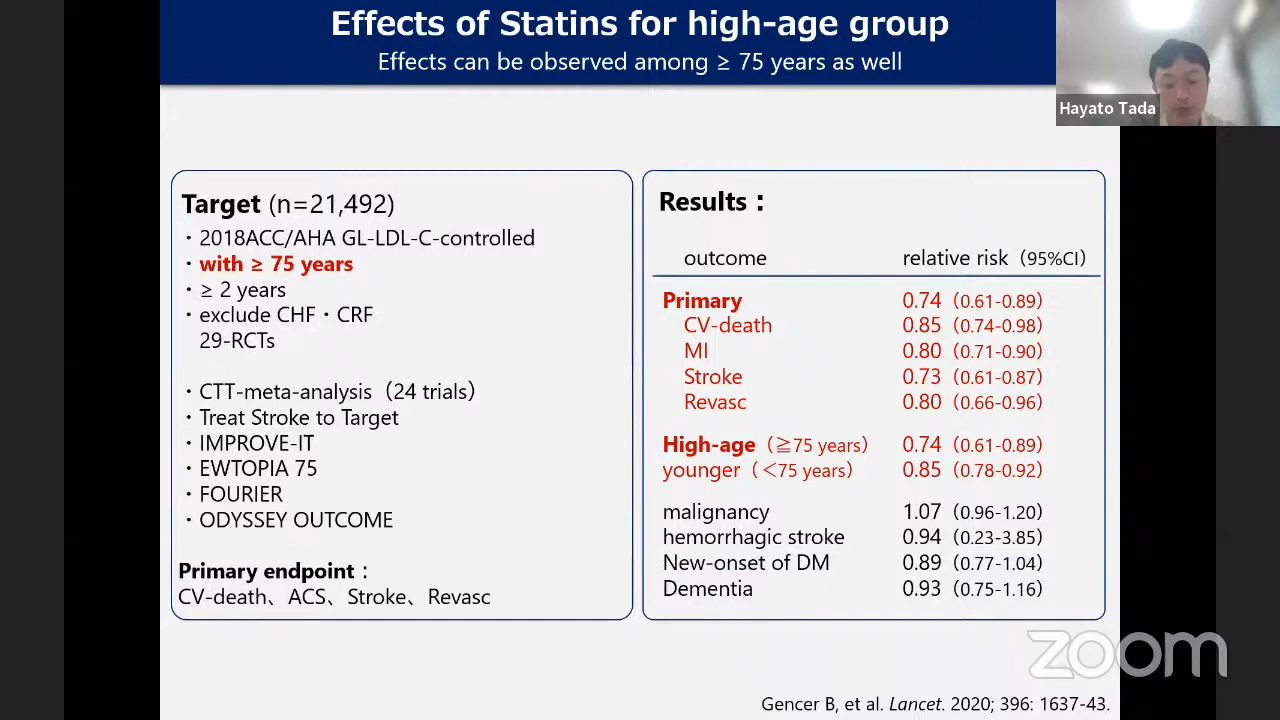 Effects of Statins for high-age group
Effects can be observed among ≥ 75 years as well
Hayato Tada
Target (n=21,492)
・2018ACC/AHA GL-LDL-C-controlled
・with ≥ 75 years
・≥ 2 years
・exclude CHF・CRF
29-RCTs
・CTT-meta-analysis（24 trials）
・Treat Stroke to Target
・IMPROVE-IT
・EWTOPIA 75
・FOURIER
・ODYSSEY OUTCOME
Primary endpoint：
CV-death、ACS、Stroke、Revasc
Results：
outcome relative risk（95%CI）
Primary 0.74（0.61-0.89）
CV-death 0.85（0.74-0.98）
MI 0.80（0.71-0.90）
Stroke 0.73（0.61-0.87）
Revasc 0.80（0.66-0.96）
High-age（≧75 years） 0.74（0.61-0.89）
younger（＜75 years） 0.85（0.78-0.92）
malignancy 1.07（0.96-1.20）
hemorrhagic stroke 0.94（0.23-3.85）
New-onset of DM 0.89（0.77-1.04）
Dementia 0.93（0.75-1.16）
zoom
Gencer B, et al. Lancet. 2020; 396: 1637-43.